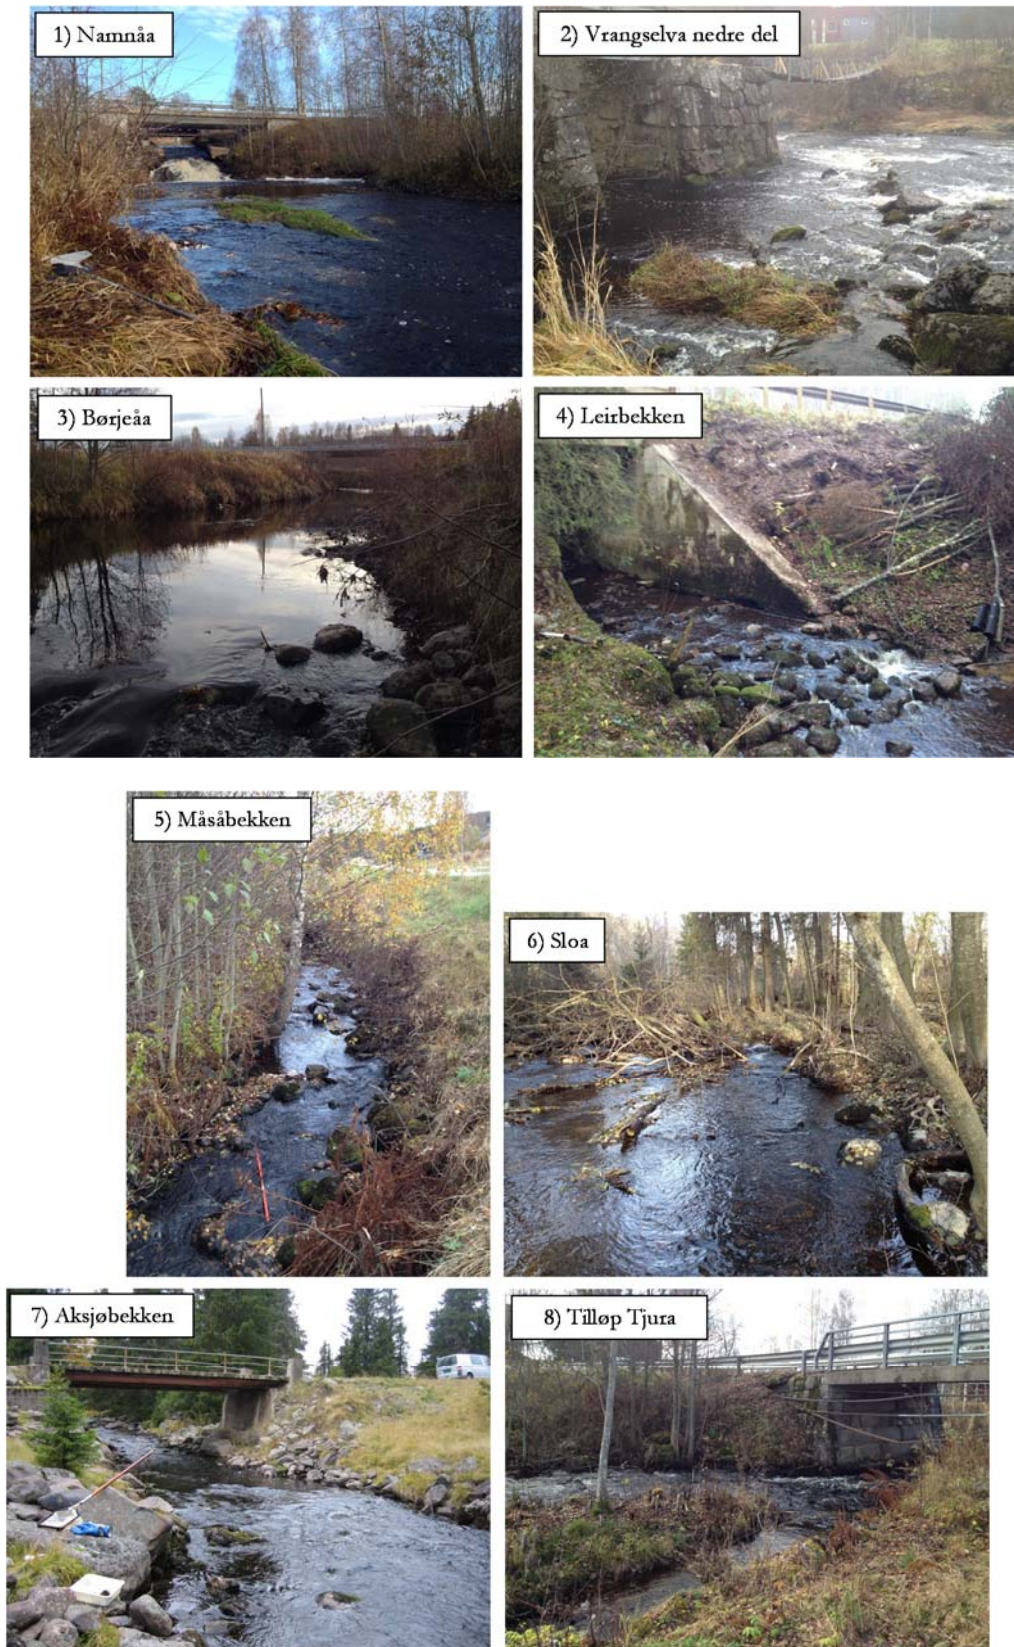 1) Namnåa
2) Vrangselva nedre del
3) Børjeåa
4) Leirbekken
5) Måsåbekken
6) Sloa
7) Aksjøbekken
8) Tilløp Tjura